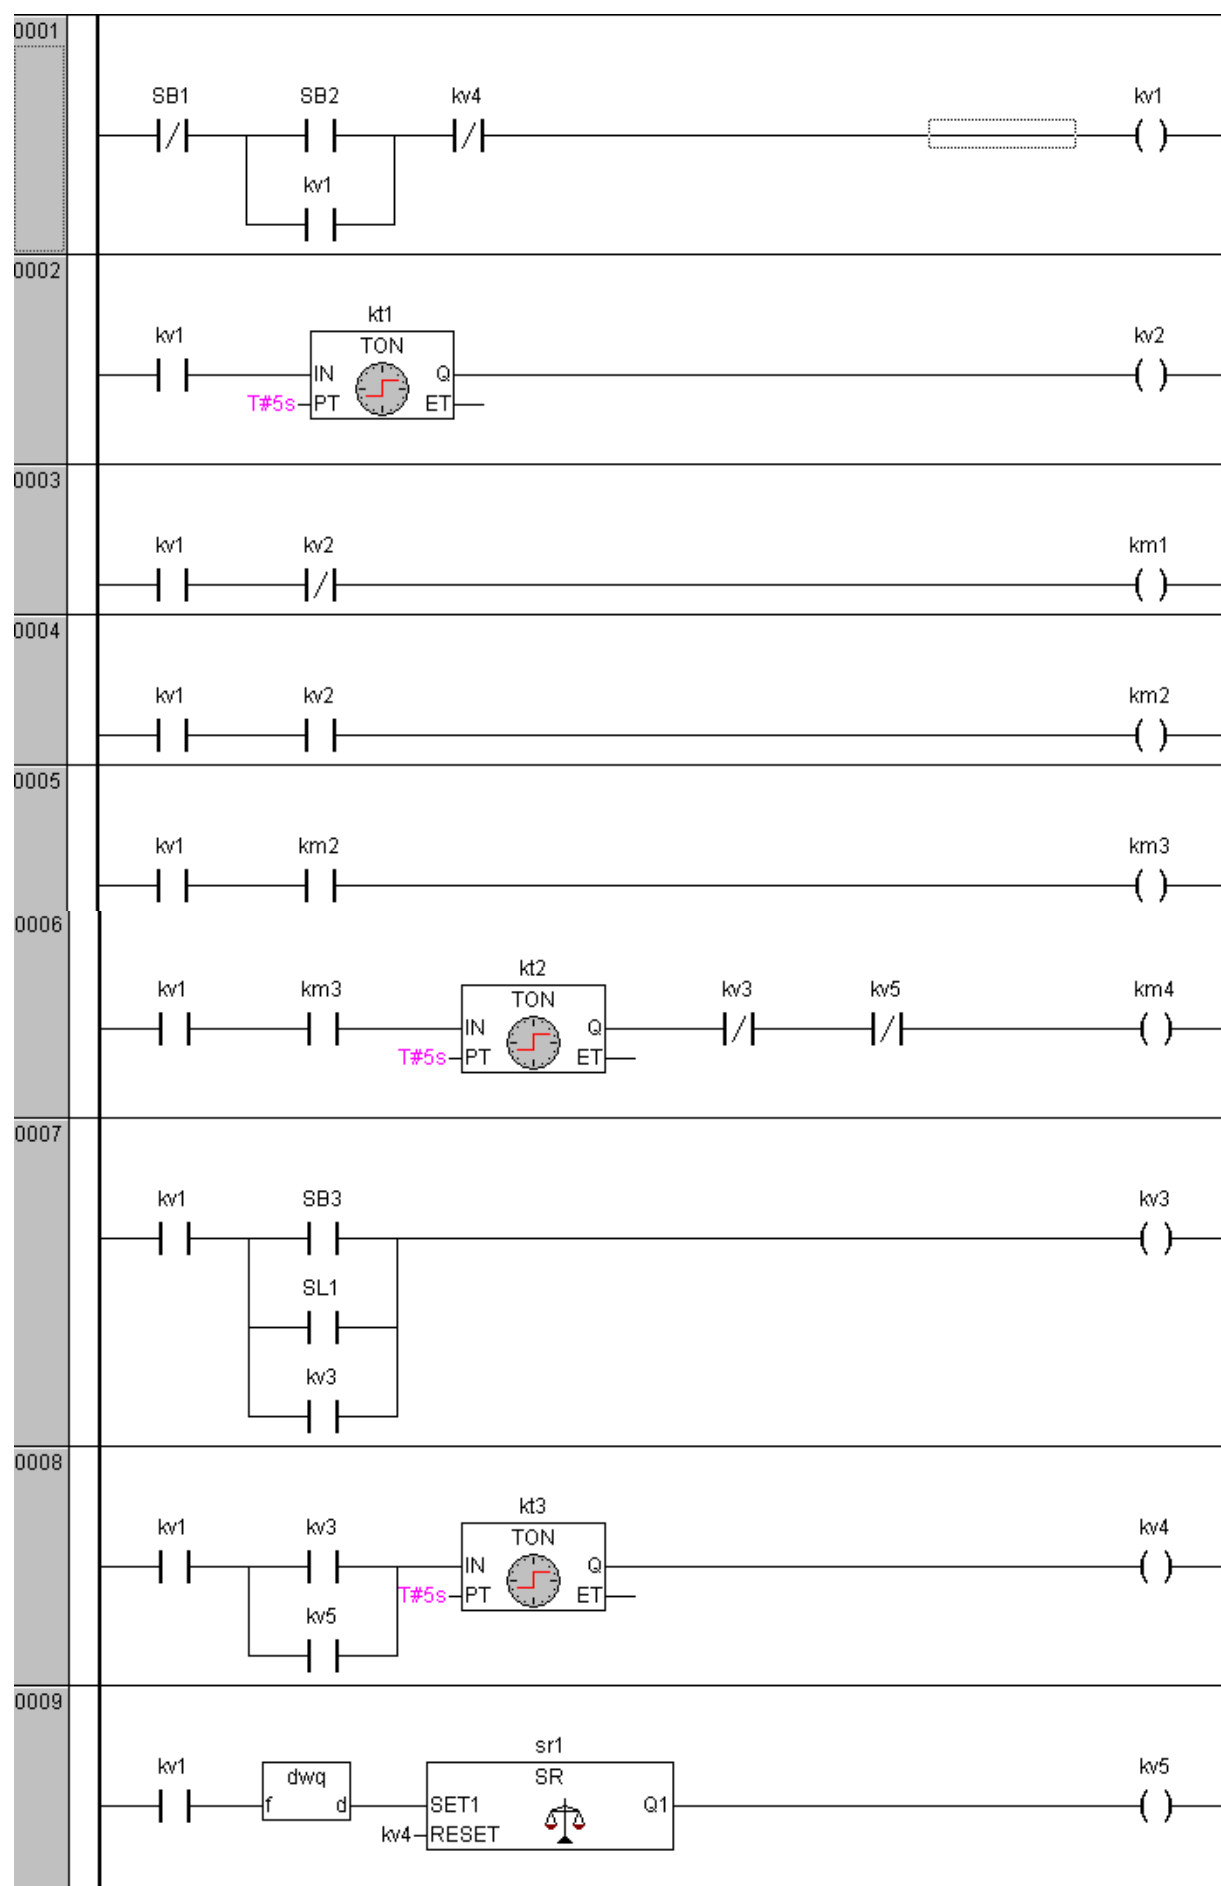 0001
SB1 SB2 kv4 kv1
kv1
0002
kt1
kv1 TON kv2
IN Q
T#5s PT ET
0003
kv1 kv2 km1
0004
kv1 kv2 km2
0005
kv1 km2 km3
0006
kt2
kv1 km3 TON kv3 kv5 km4
IN Q
T#5s PT ET
0007
kv1 SB3 kv3
SL1
kv3
0008
kt3
kv1 kv3 TON kv4
IN Q
T#5s PT ET
kv5
0009
sr1
kv1 dwq SR kv5
f d SET1 Q1
kv4 RESET